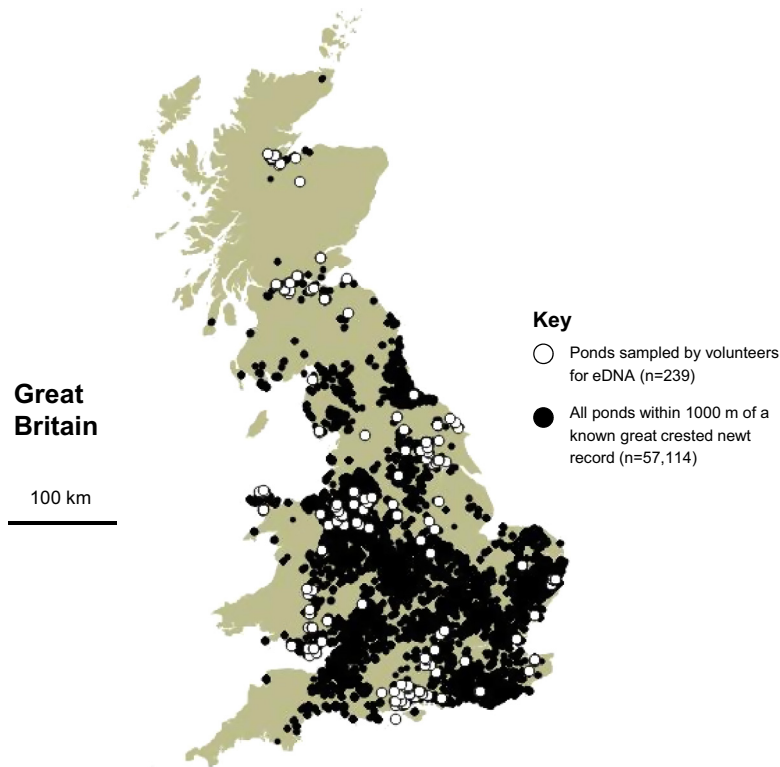 Key
Ponds sampled by volunteers
for eDNA (n=239)
All ponds within 1000 m of a
known great crested newt
record (n=57,114)
Great
Britain
100 km